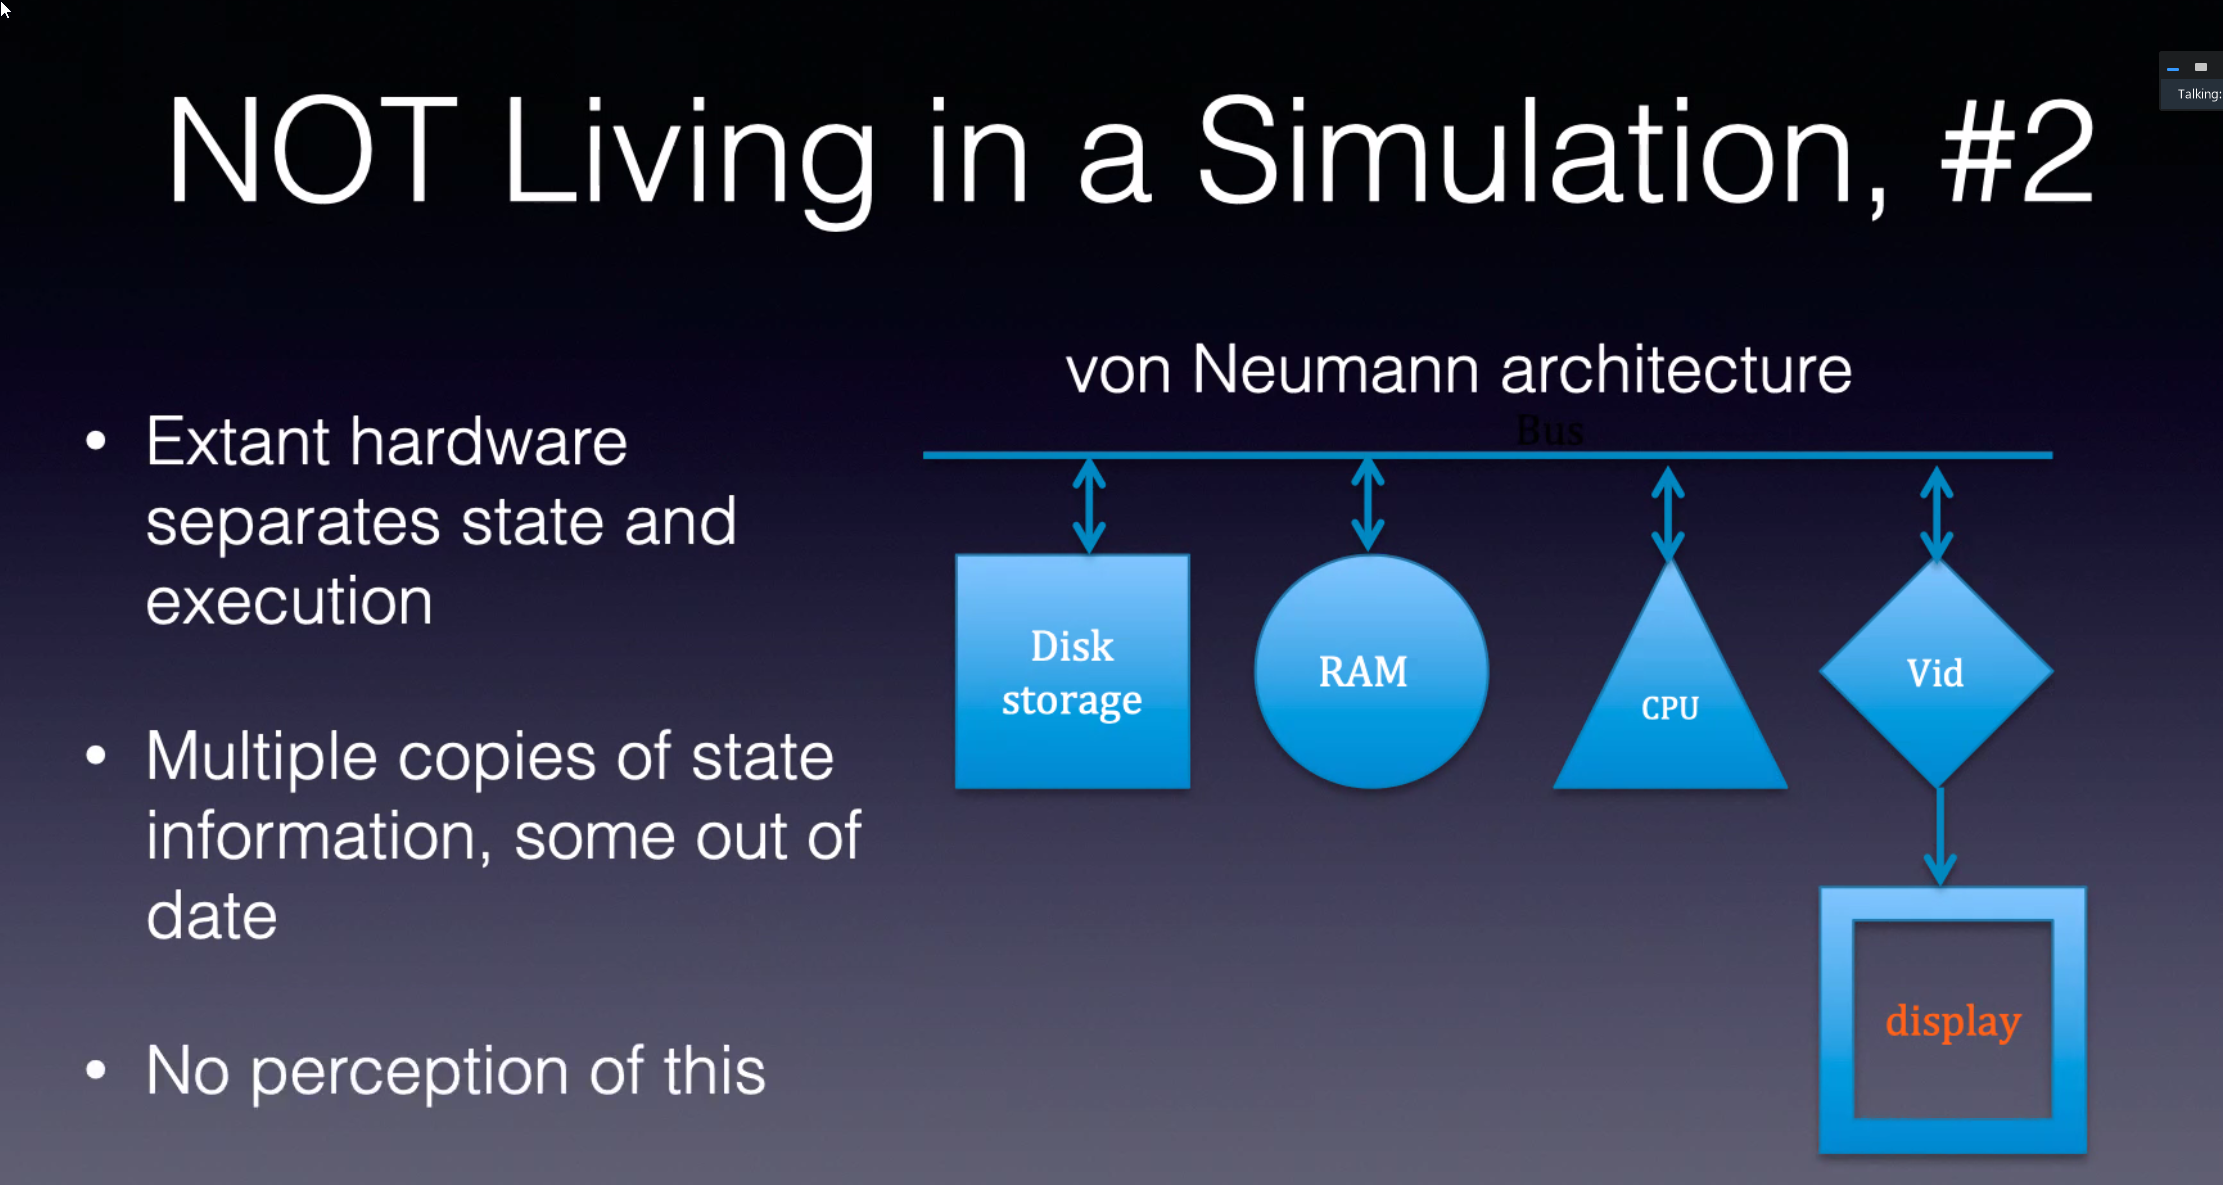 NOT Living in a Simulation, #2
Talking:
von Neumann architecture
Bus
• Extant hardware
separates state and
execution
• Multiple copies of state
information, some out of
date
• No perception of this
Disk
storage
RAM
CPU
Vid
display